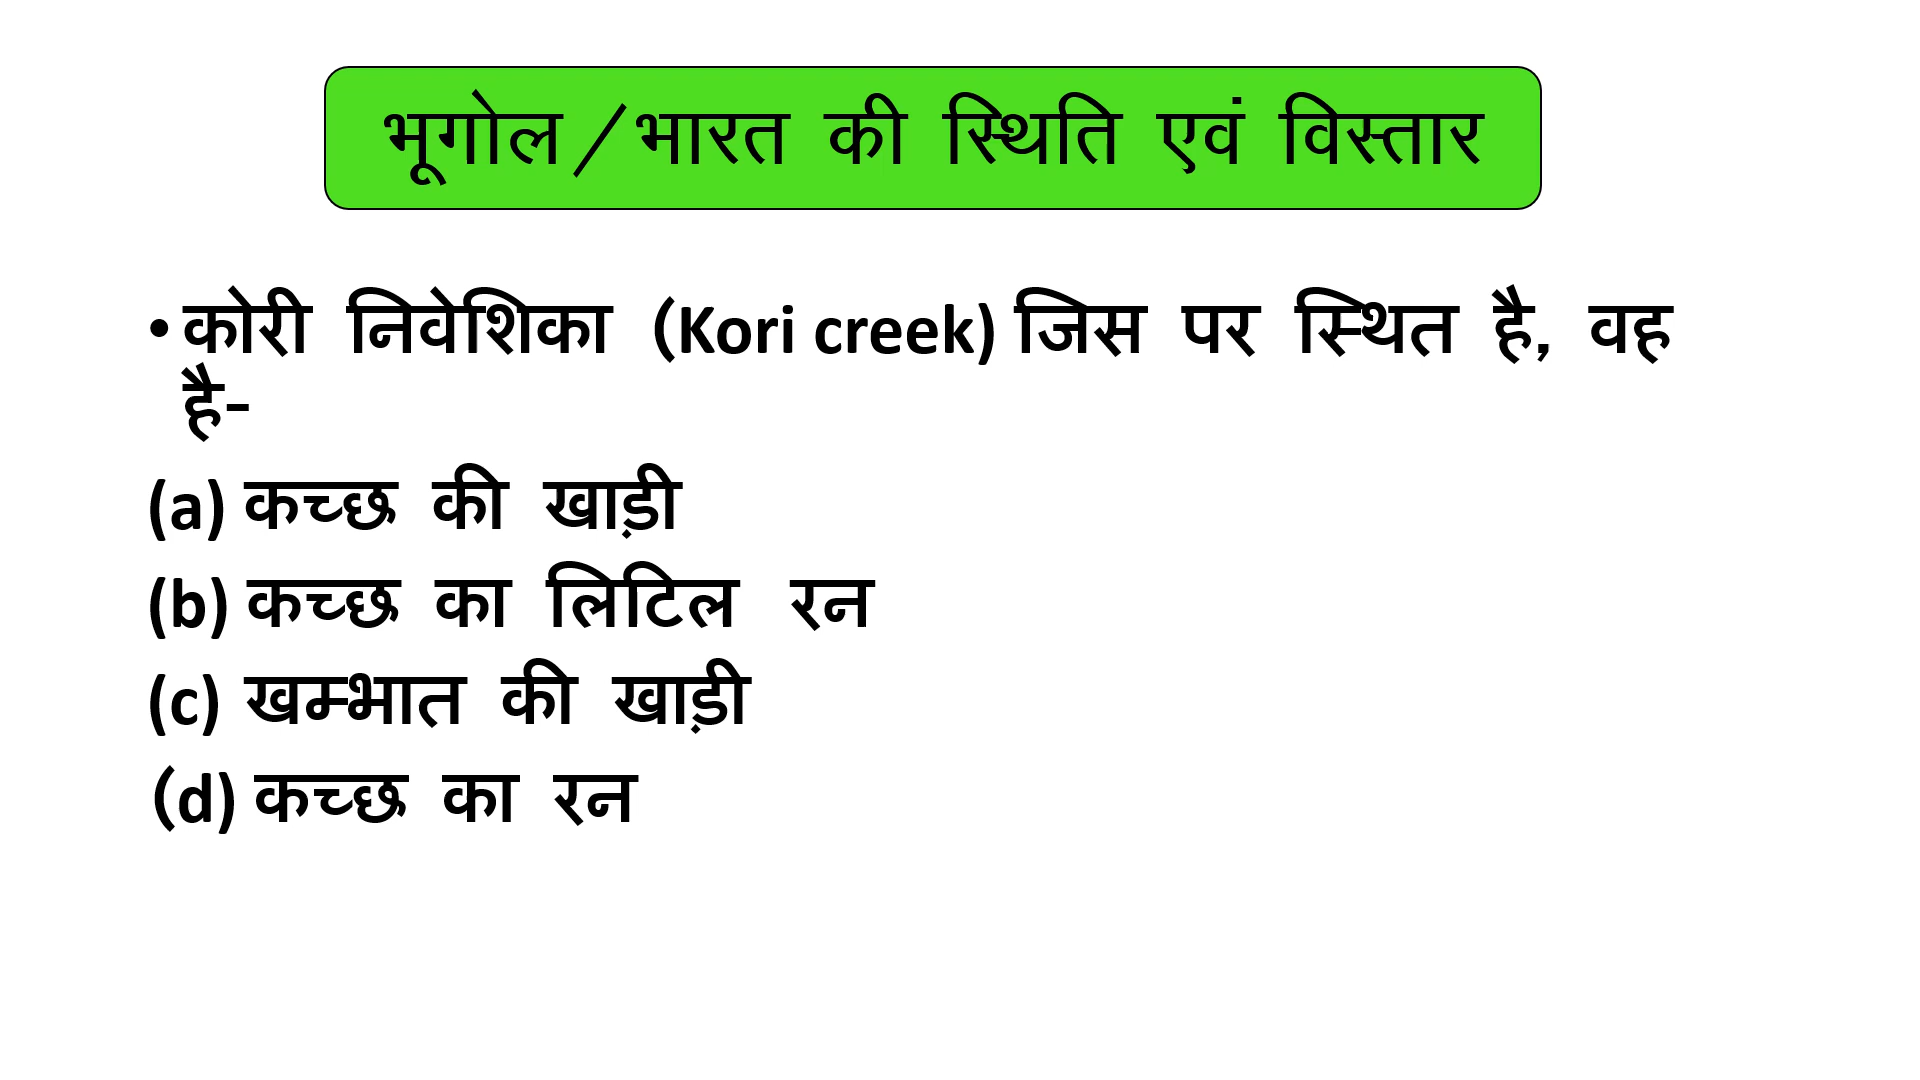 भूगोल/भारत की स्थिति एवं विस्तार
• कोरी निवेशिका (Kori creek) जिस पर स्थित है, वह
है-
(a) कच्छ की खाड़ी
(b) कच्छ का लिटिल रन
(c) खम्भात की खाड़ी
(d) कच्छ का रन